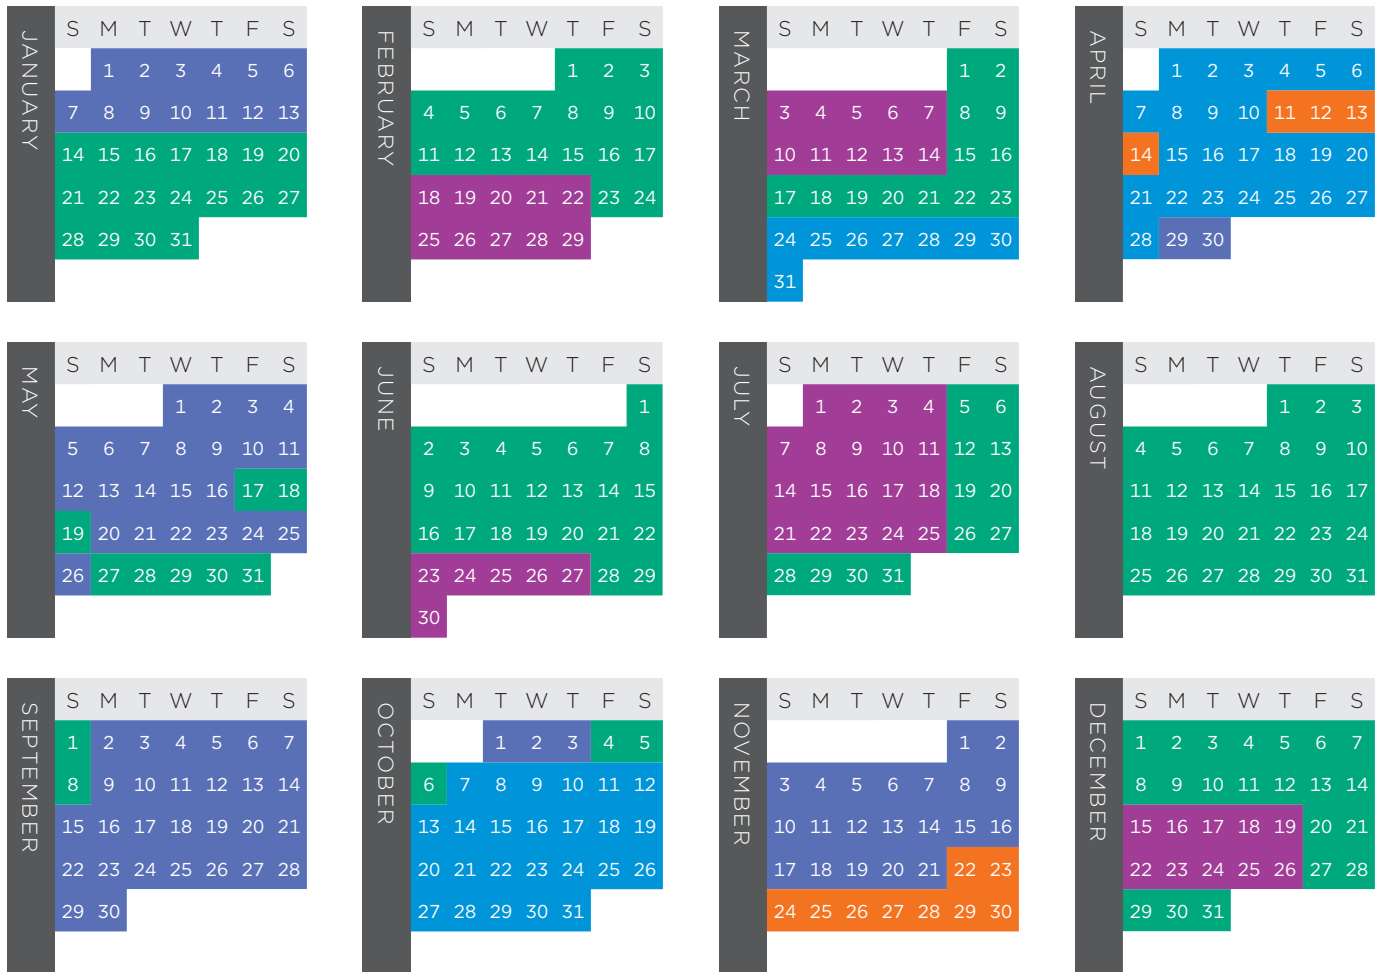 JANUARY
S M T W T F S
1 2 3 4 5 6
7 8 9 10 11 12 13
14 15 16 17 18 19 20
21 22 23 24 25 26 27
28 29 30 31
FEBRUARY
S M T W T F S
1 2 3
4 5 6 7 8 9 10
11 12 13 14 15 16 17
18 19 20 21 22 23 24
25 26 27 28 29
MARCH
S M T W T F S
1 2
3 4 5 6 7 8 9
10 11 12 13 14 15 16
17 18 19 20 21 22 23
24 25 26 27 28 29 30
31
APRIL
S M T W T F S
1 2 3 4 5 6
7 8 9 10 11 12 13
14 15 16 17 18 19 20
21 22 23 24 25 26 27
28 29 30
MAY
S M T W T F S
1 2 3 4
5 6 7 8 9 10 11
12 13 14 15 16 17 18
19 20 21 22 23 24 25
26 27 28 29 30 31
JUNE
S M T W T F S
1
2 3 4 5 6 7 8
9 10 11 12 13 14 15
16 17 18 19 20 21 22
23 24 25 26 27 28 29
30
JULY
S M T W T F S
1 2 3 4 5 6
7 8 9 10 11 12 13
14 15 16 17 18 19 20
21 22 23 24 25 26 27
28 29 30 31
AUGUST
S M T W T F S
1 2 3
4 5 6 7 8 9 10
11 12 13 14 15 16 17
18 19 20 21 22 23 24
25 26 27 28 29 30 31
SEPTEMBER
S M T W T F S
1 2 3 4 5 6 7
8 9 10 11 12 13 14
15 16 17 18 19 20 21
22 23 24 25 26 27 28
29 30
OCTOBER
S M T W T F S
1 2 3 4 5
6 7 8 9 10 11 12
13 14 15 16 17 18 19
20 21 22 23 24 25 26
27 28 29 30 31
NOVEMBER
S M T W T F S
1 2
3 4 5 6 7 8 9
10 11 12 13 14 15 16
17 18 19 20 21 22 23
24 25 26 27 28 29 30
DECEMBER
S M T W T F S
1 2 3 4 5 6 7
8 9 10 11 12 13 14
15 16 17 18 19 20 21
22 23 24 25 26 27 28
29 30 31